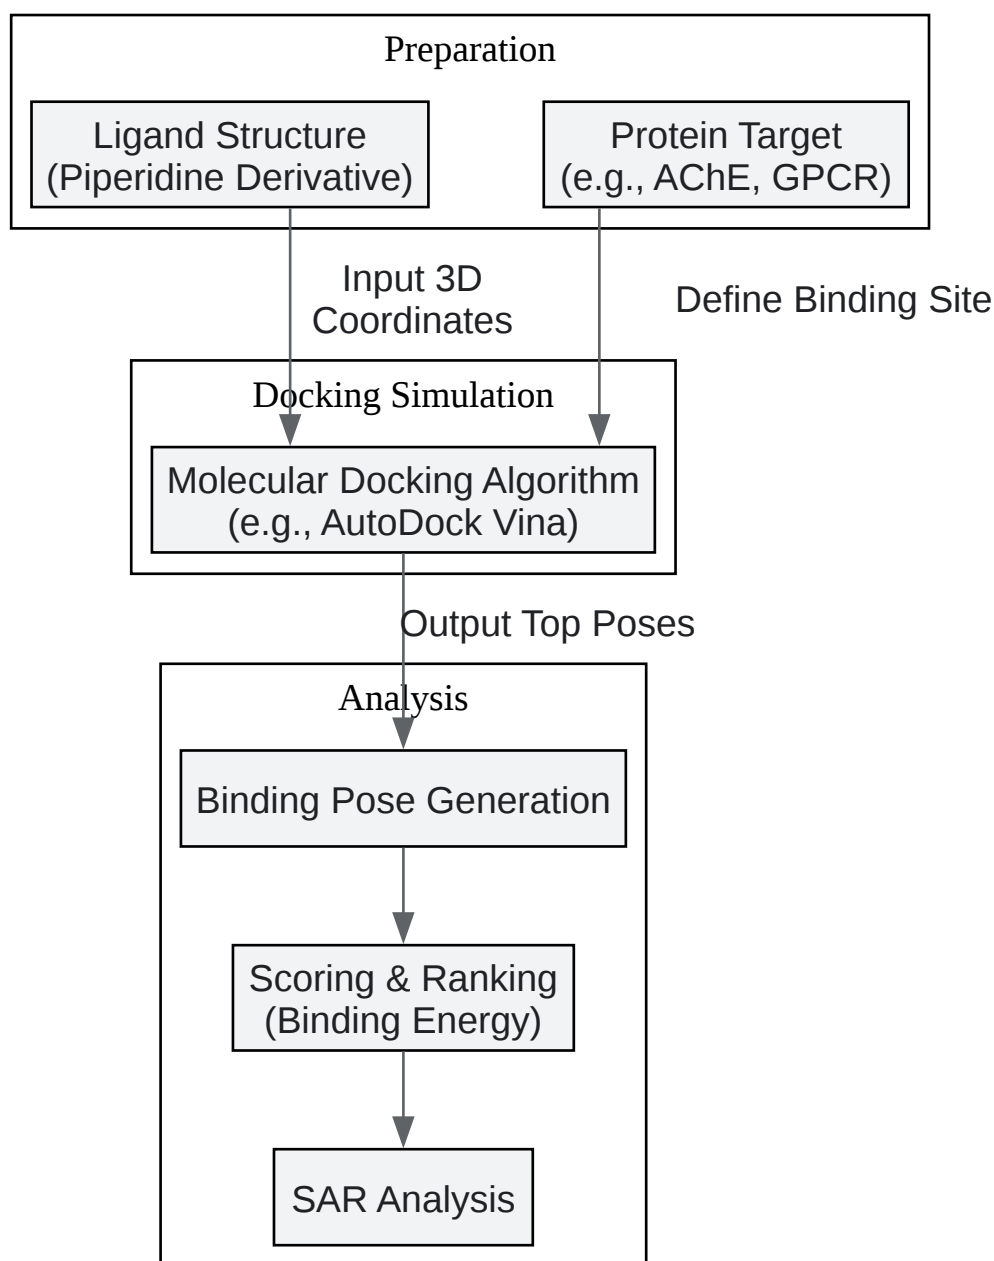 Preparation
Ligand Structure
(Piperidine Derivative)
Protein Target
(e.g., AChE, GPCR)
Input 3D
Coordinates
Define Binding Site
Docking Simulation
Molecular Docking Algorithm
(e.g., AutoDock Vina)
Output Top Poses
Analysis
Binding Pose Generation
Scoring & Ranking
(Binding Energy)
SAR Analysis